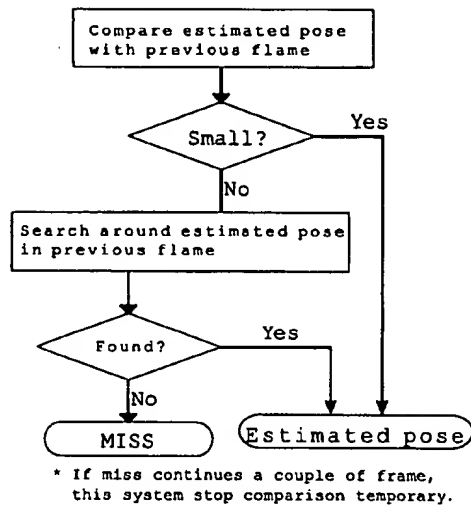 Compare estimated pose
with previous flame
Small?
Yes
No
Search around estimated pose
in previous flame
Found?
Yes
No
MISS
Estimated pose
* If miss continues a couple of frame,
this system stop comparison temporary.